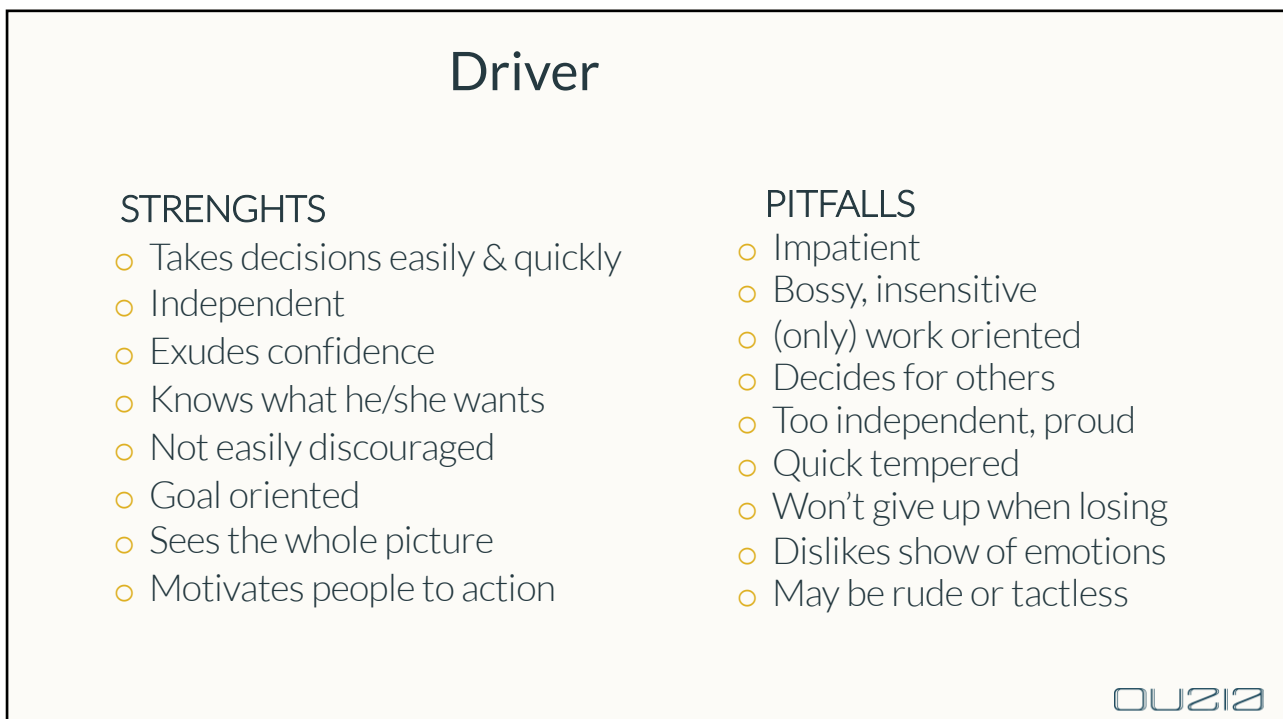 Driver
STRENGHTS
Takes decisions easily & quickly
Independent
Exudes confidence
Knows what he/she wants
Not easily discouraged
Goal oriented
Sees the whole picture
Motivates people to action
PITFALLS
Impatient
Bossy, insensitive
(only) work oriented
Decides for others
Too independent, proud
Quick tempered
Won’t give up when losing
Dislikes show of emotions
May be rude or tactless
OUZIA